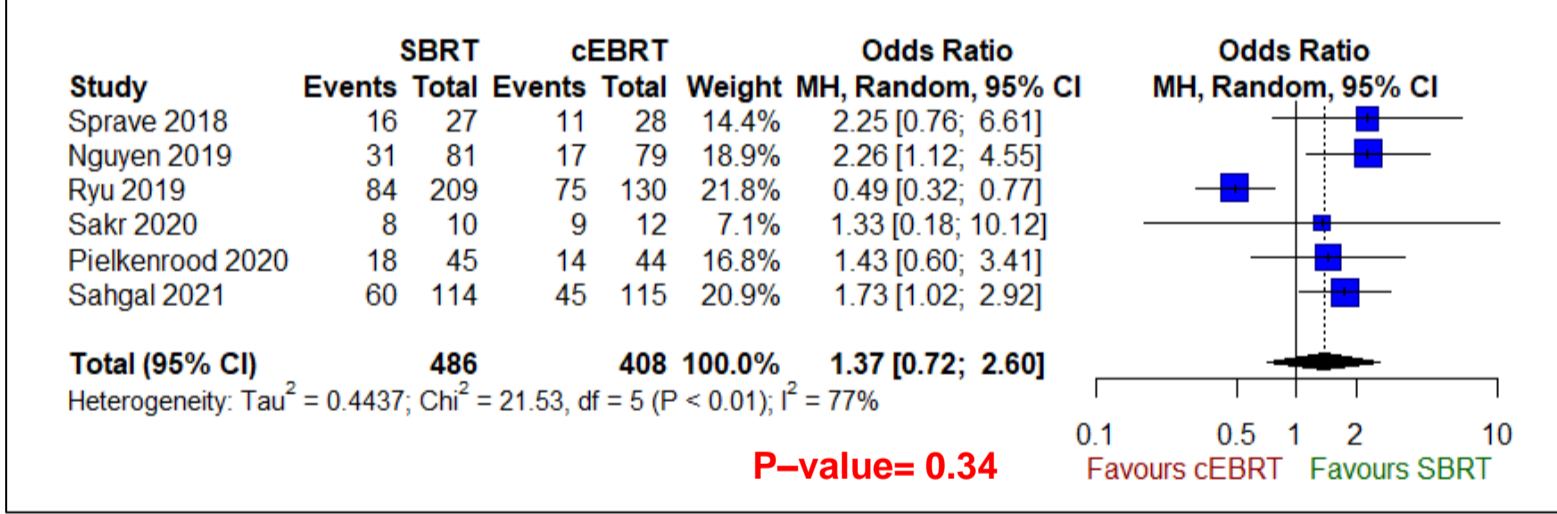 SBRT cEBRT Odds Ratio Odds Ratio
Study Events Total Events Total Weight MH, Random, 95% CI MH, Random, 95% CI
Sprave 2018 16 27 11 28 14.4% 2.25 [0.76; 6.61]
Nguyen 2019 31 81 17 79 18.9% 2.26 [1.12; 4.55]
Ryu 2019 84 209 75 130 21.8% 0.49 [0.32; 0.77]
Sakr 2020 8 10 9 12 7.1% 1.33 [0.18; 10.12]
Pielkenrood 2020 18 45 14 44 16.8% 1.43 [0.60; 3.41]
Sahgal 2021 60 114 45 115 20.9% 1.73 [1.02; 2.92]
Total (95% CI) 486 408 100.0% 1.37 [0.72; 2.60]
Heterogeneity: Tau² = 0.4437; Chi² = 21.53, df = 5 (P < 0.01); I² = 77%
0.1 0.5 1 2 10
P–value= 0.34 Favours cEBRT Favours SBRT